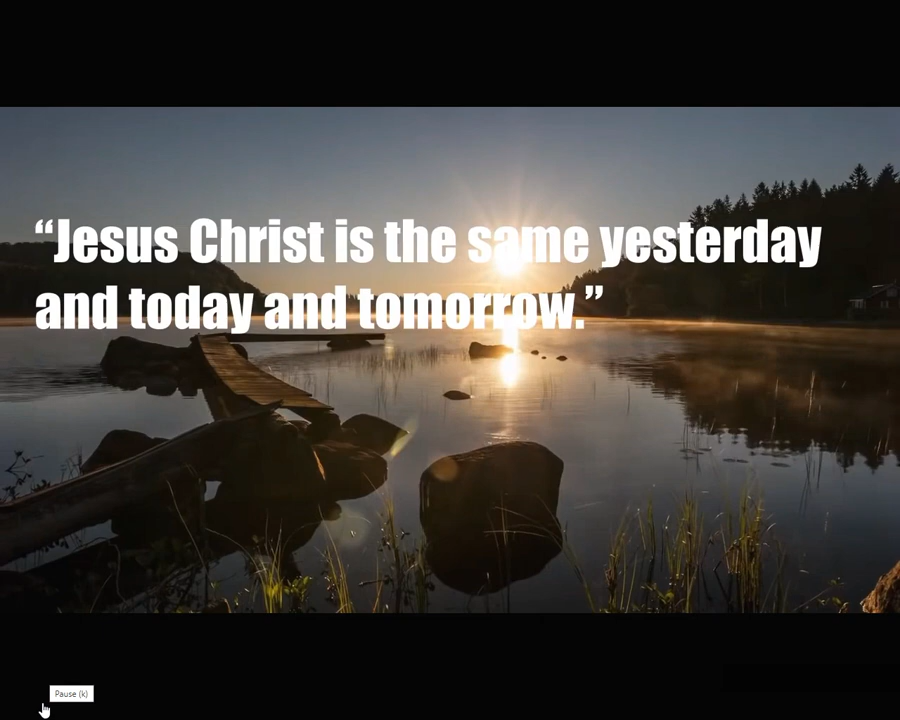 “Jesus Christ is the same yesterday
and today and tomorrow.”
Pause (k)